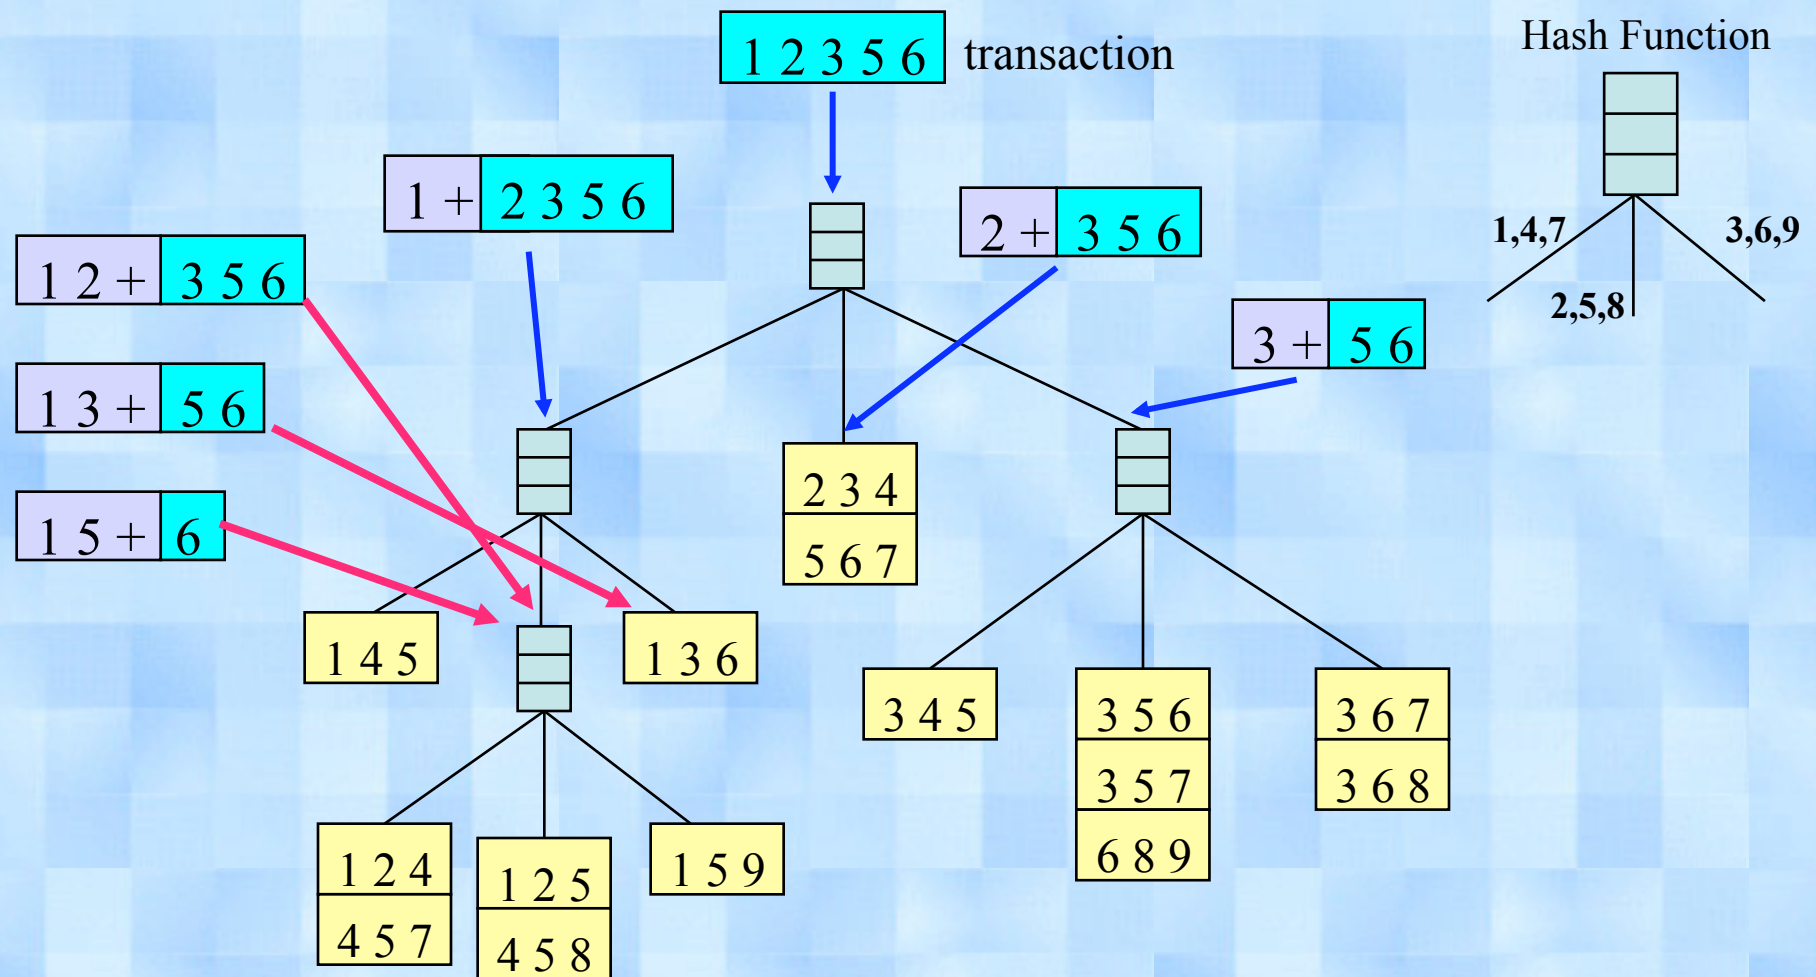 1 2 3 5 6 transaction
Hash Function
1,4,7
2,5,8
3,6,9
1 + 2 3 5 6
2 + 3 5 6
3 + 5 6
1 2 + 3 5 6
1 3 + 5 6
1 5 + 6
2 3 4
5 6 7
1 4 5
1 3 6
3 4 5
3 5 6
3 5 7
6 8 9
3 6 7
3 6 8
1 2 4
4 5 7
1 2 5
4 5 8
1 5 9